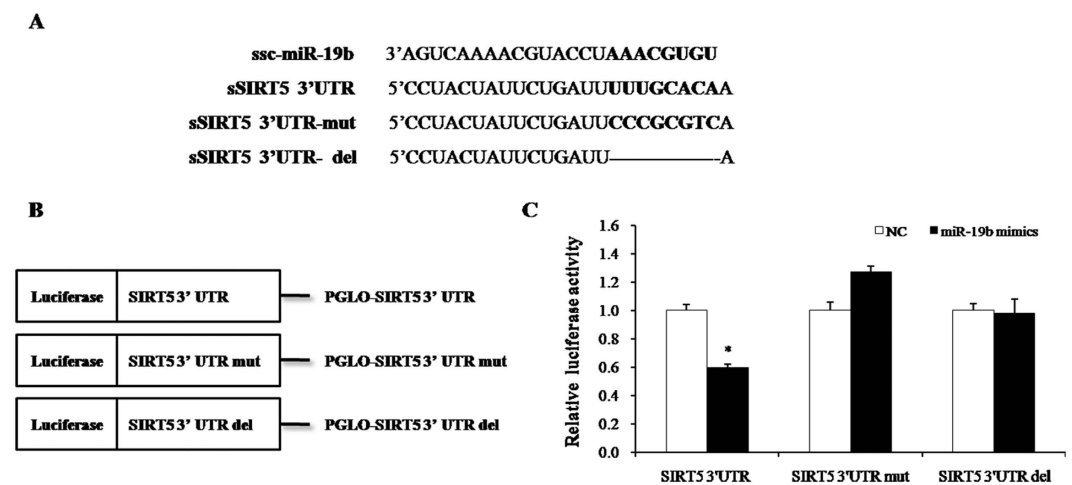 A
ssc-miR-19b 3'AGUCAAAACGUACCUAAACGUGU
sSIRT5 3'UTR 5'CCUACUAUUCUGAUUUUUGCACAA
sSIRT5 3'UTR-mut 5'CCUACUAUUCUGAUUCCCGCGTCA
sSIRT5 3'UTR- del 5'CCUACUAUUCUGAUU————————-A
B
Luciferase SIRT5 3' UTR PGLO-SIRT5 3' UTR
Luciferase SIRT5 3' UTR mut PGLO-SIRT5 3' UTR mut
Luciferase SIRT5 3' UTR del PGLO-SIRT5 3' UTR del
C
NC miR-19b mimics
Relative luciferase activity
1.6
1.4
1.2
1.0
0.8
0.6
0.4
0.2
0.0
*
SIRT5 3'UTR SIRT5 3'UTR mut SIRT5 3'UTR del